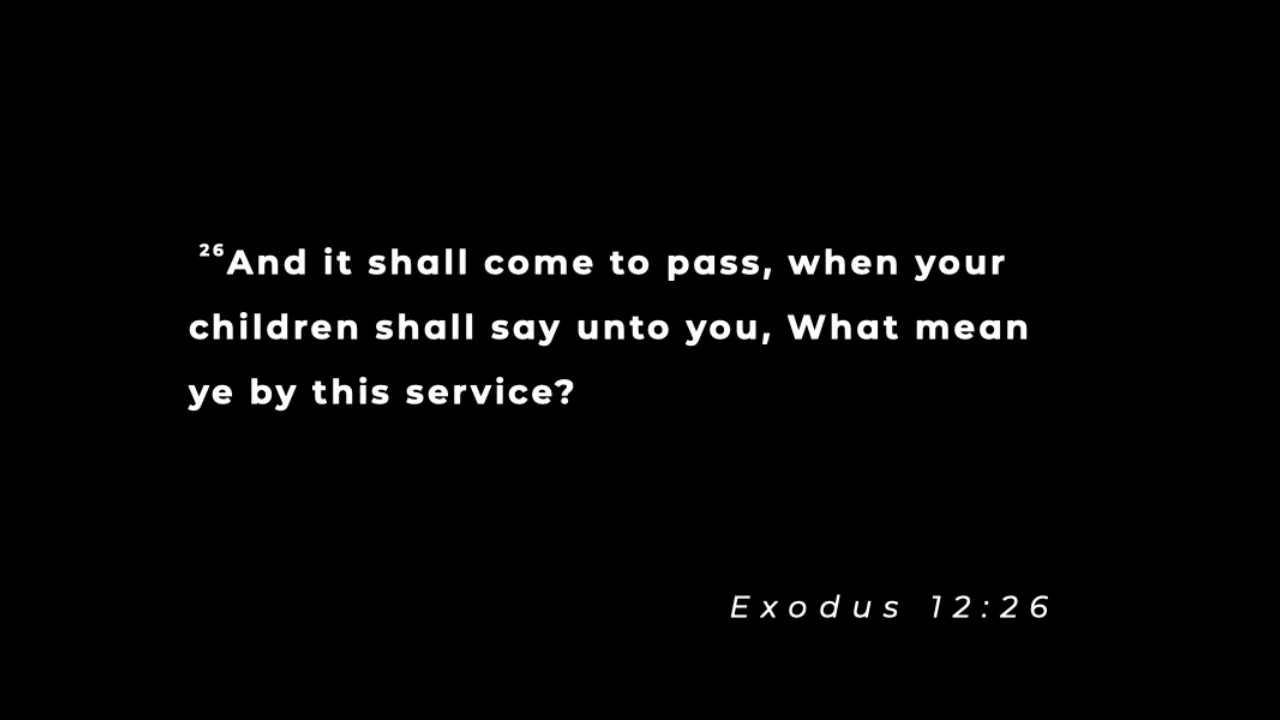 ²⁶And it shall come to pass, when your
children shall say unto you, What mean
ye by this service?
Exodus 12:26